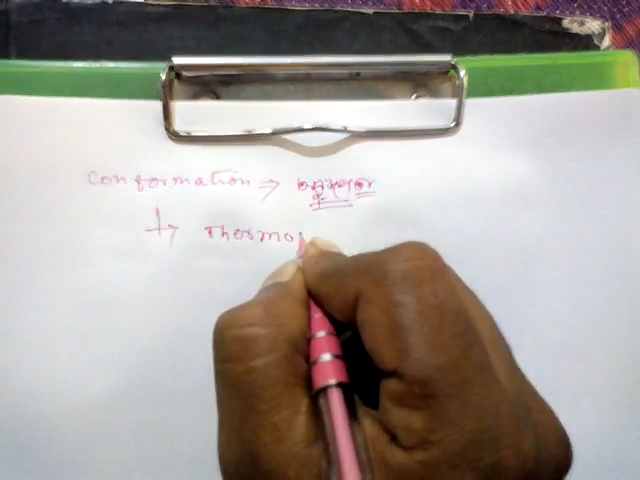 Conformation →
↳ Thermo